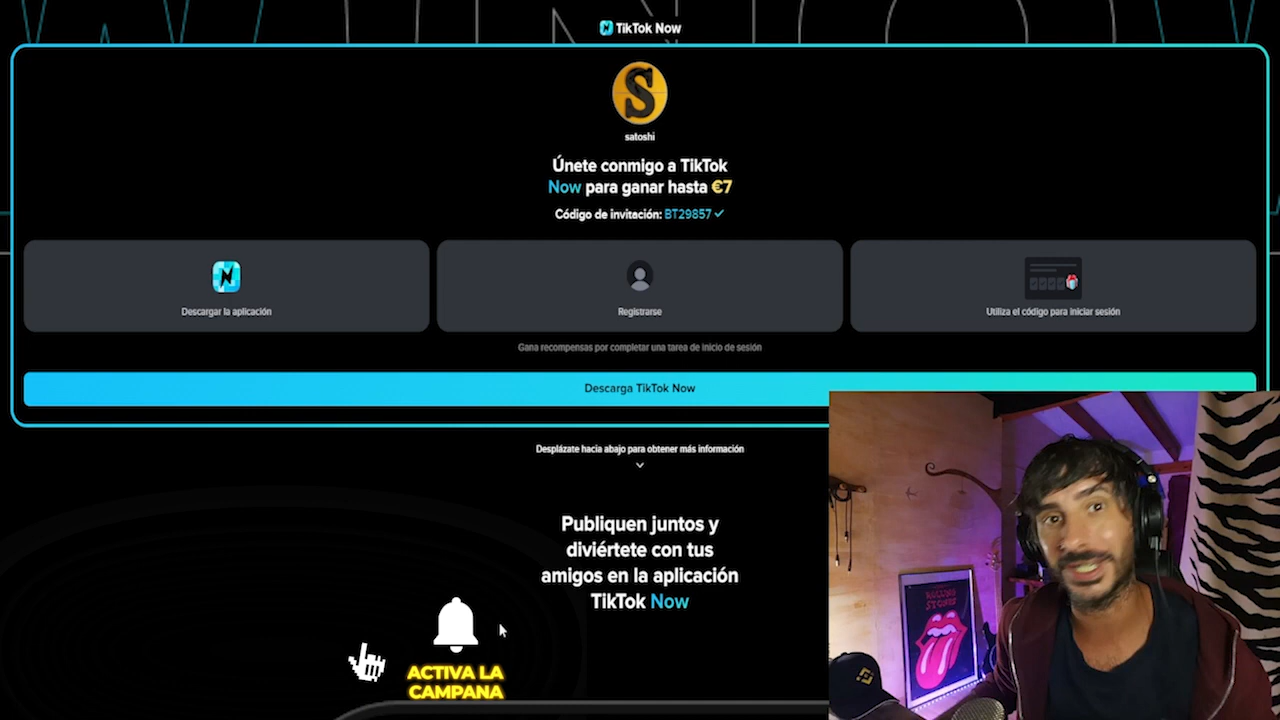 TikTok Now
S
satoshi
Únete conmigo a TikTok
Now para ganar hasta €7
Código de invitación: BT29857
Descargar la aplicación
Registrarse
Utiliza el código para iniciar sesión
Gana recompensas por completar una tarea de inicio de sesión
Descarga TikTok Now
Desplázate hacia abajo para obtener más información
Publiquen juntos y
diviértete con tus
amigos en la aplicación
TikTok Now
ACTIVA LA
CAMPANA
ROLLING
STONES